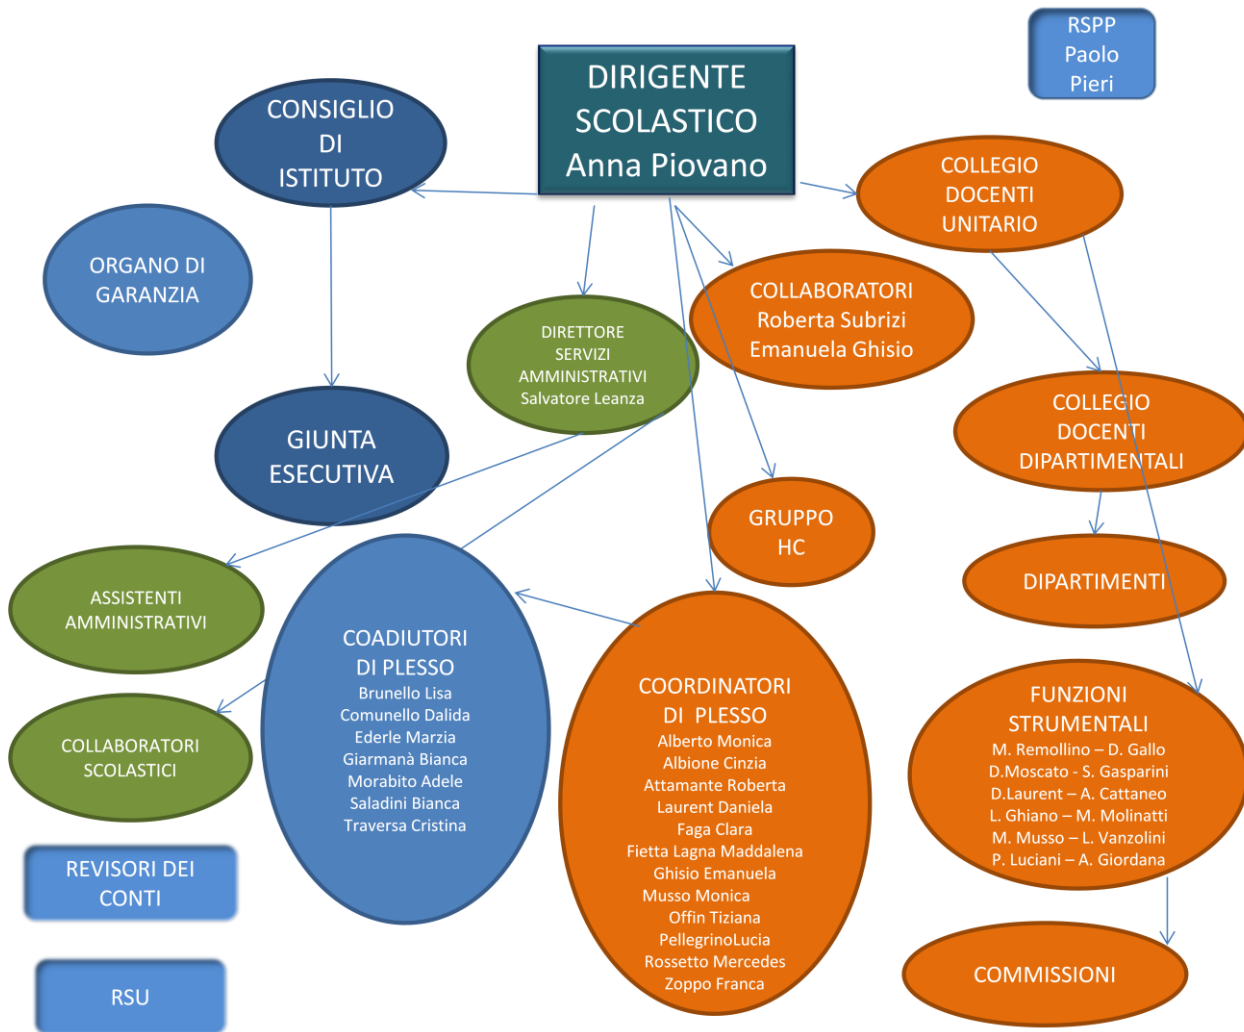 RSPP
Paolo
Pieri
DIRIGENTE
SCOLASTICO
Anna Piovano
CONSIGLIO
DI
ISTITUTO
COLLEGIO
DOCENTI
UNITARIO
ORGANO DI
GARANZIA
COLLABORATORI
Roberta Subrizi
Emanuela Ghisio
DIRETTORE
SERVIZI
AMMINISTRATIVI
Salvatore Leanza
COLLEGIO
DOCENTI
DIPARTIMENTALI
GIUNTA
ESECUTIVA
GRUPPO
HC
DIPARTIMENTI
ASSISTENTI
AMMINISTRATIVI
COADIUTORI
DI PLESSO
Brunello Lisa
Comunello Dalida
Ederle Marzia
Giarmanà Bianca
Morabito Adele
Saladini Bianca
Traversa Cristina
COORDINATORI
DI PLESSO
Alberto Monica
Albione Cinzia
Attamante Roberta
Laurent Daniela
Faga Clara
Fietta Lagna Maddalena
Ghisio Emanuela
Musso Monica
Offin Tiziana
PellegrinoLucia
Rossetto Mercedes
Zoppo Franca
FUNZIONI
STRUMENTALI
M. Remollino – D. Gallo
D.Moscato - S. Gasparini
D.Laurent – A. Cattaneo
L. Ghiano – M. Molinatti
M. Musso – L. Vanzolini
P. Luciani – A. Giordana
COLLABORATORI
SCOLASTICI
REVISORI DEI
CONTI
RSU
COMMISSIONI